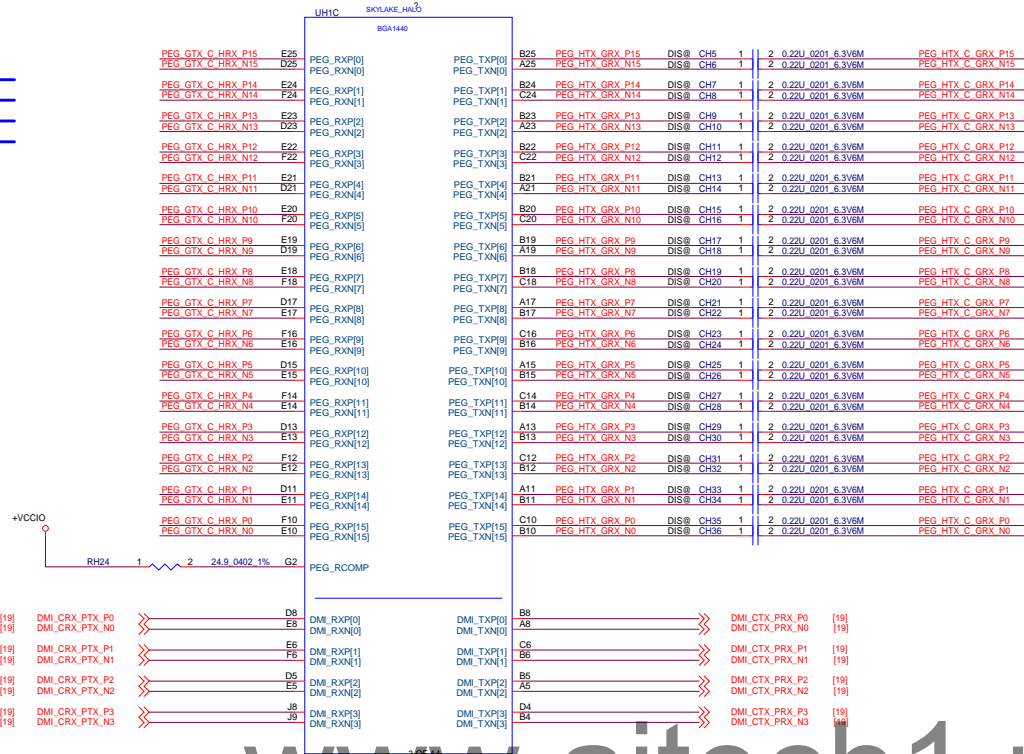 UH1C SKYLAKE_HALO ?
BGA1440
PEG_GTX_C_HRX_P15 E25 PEG_RXP[0] PEG_TXP[0] B25 PEG_HTX_GRX_P15 DIS@ CH5 1 2 0.22U_0201_6.3V6M PEG_HTX_C_GRX_P15
PEG_GTX_C_HRX_N15 D25 PEG_RXN[0] PEG_TXN[0] A25 PEG_HTX_GRX_N15 DIS@ CH6 1 2 0.22U_0201_6.3V6M PEG_HTX_C_GRX_N15
PEG_GTX_C_HRX_P14 E24 PEG_RXP[1] PEG_TXP[1] B24 PEG_HTX_GRX_P14 DIS@ CH7 1 2 0.22U_0201_6.3V6M PEG_HTX_C_GRX_P14
PEG_GTX_C_HRX_N14 F24 PEG_RXN[1] PEG_TXN[1] C24 PEG_HTX_GRX_N14 DIS@ CH8 1 2 0.22U_0201_6.3V6M PEG_HTX_C_GRX_N14
PEG_GTX_C_HRX_P13 E23 PEG_RXP[2] PEG_TXP[2] B23 PEG_HTX_GRX_P13 DIS@ CH9 1 2 0.22U_0201_6.3V6M PEG_HTX_C_GRX_P13
PEG_GTX_C_HRX_N13 D23 PEG_RXN[2] PEG_TXN[2] A23 PEG_HTX_GRX_N13 DIS@ CH10 1 2 0.22U_0201_6.3V6M PEG_HTX_C_GRX_N13
PEG_GTX_C_HRX_P12 E22 PEG_RXP[3] PEG_TXP[3] B22 PEG_HTX_GRX_P12 DIS@ CH11 1 2 0.22U_0201_6.3V6M PEG_HTX_C_GRX_P12
PEG_GTX_C_HRX_N12 F22 PEG_RXN[3] PEG_TXN[3] C22 PEG_HTX_GRX_N12 DIS@ CH12 1 2 0.22U_0201_6.3V6M PEG_HTX_C_GRX_N12
PEG_GTX_C_HRX_P11 E21 PEG_RXP[4] PEG_TXP[4] B21 PEG_HTX_GRX_P11 DIS@ CH13 1 2 0.22U_0201_6.3V6M PEG_HTX_C_GRX_P11
PEG_GTX_C_HRX_N11 D21 PEG_RXN[4] PEG_TXN[4] A21 PEG_HTX_GRX_N11 DIS@ CH14 1 2 0.22U_0201_6.3V6M PEG_HTX_C_GRX_N11
PEG_GTX_C_HRX_P10 E20 PEG_RXP[5] PEG_TXP[5] B20 PEG_HTX_GRX_P10 DIS@ CH15 1 2 0.22U_0201_6.3V6M PEG_HTX_C_GRX_P10
PEG_GTX_C_HRX_N10 F20 PEG_RXN[5] PEG_TXN[5] C20 PEG_HTX_GRX_N10 DIS@ CH16 1 2 0.22U_0201_6.3V6M PEG_HTX_C_GRX_N10
PEG_GTX_C_HRX_P9 E19 PEG_RXP[6] PEG_TXP[6] B19 PEG_HTX_GRX_P9 DIS@ CH17 1 2 0.22U_0201_6.3V6M PEG_HTX_C_GRX_P9
PEG_GTX_C_HRX_N9 D19 PEG_RXN[6] PEG_TXN[6] A19 PEG_HTX_GRX_N9 DIS@ CH18 1 2 0.22U_0201_6.3V6M PEG_HTX_C_GRX_N9
PEG_GTX_C_HRX_P8 E18 PEG_RXP[7] PEG_TXP[7] B18 PEG_HTX_GRX_P8 DIS@ CH19 1 2 0.22U_0201_6.3V6M PEG_HTX_C_GRX_P8
PEG_GTX_C_HRX_N8 F18 PEG_RXN[7] PEG_TXN[7] C18 PEG_HTX_GRX_N8 DIS@ CH20 1 2 0.22U_0201_6.3V6M PEG_HTX_C_GRX_N8
PEG_GTX_C_HRX_P7 D17 PEG_RXP[8] PEG_TXP[8] A17 PEG_HTX_GRX_P7 DIS@ CH21 1 2 0.22U_0201_6.3V6M PEG_HTX_C_GRX_P7
PEG_GTX_C_HRX_N7 E17 PEG_RXN[8] PEG_TXN[8] B17 PEG_HTX_GRX_N7 DIS@ CH22 1 2 0.22U_0201_6.3V6M PEG_HTX_C_GRX_N7
PEG_GTX_C_HRX_P6 F16 PEG_RXP[9] PEG_TXP[9] C16 PEG_HTX_GRX_P6 DIS@ CH23 1 2 0.22U_0201_6.3V6M PEG_HTX_C_GRX_P6
PEG_GTX_C_HRX_N6 E16 PEG_RXN[9] PEG_TXN[9] B16 PEG_HTX_GRX_N6 DIS@ CH24 1 2 0.22U_0201_6.3V6M PEG_HTX_C_GRX_N6
PEG_GTX_C_HRX_P5 D15 PEG_RXP[10] PEG_TXP[10] A15 PEG_HTX_GRX_P5 DIS@ CH25 1 2 0.22U_0201_6.3V6M PEG_HTX_C_GRX_P5
PEG_GTX_C_HRX_N5 E15 PEG_RXN[10] PEG_TXN[10] B15 PEG_HTX_GRX_N5 DIS@ CH26 1 2 0.22U_0201_6.3V6M PEG_HTX_C_GRX_N5
PEG_GTX_C_HRX_P4 F14 PEG_RXP[11] PEG_TXP[11] C14 PEG_HTX_GRX_P4 DIS@ CH27 1 2 0.22U_0201_6.3V6M PEG_HTX_C_GRX_P4
PEG_GTX_C_HRX_N4 E14 PEG_RXN[11] PEG_TXN[11] B14 PEG_HTX_GRX_N4 DIS@ CH28 1 2 0.22U_0201_6.3V6M PEG_HTX_C_GRX_N4
PEG_GTX_C_HRX_P3 D13 PEG_RXP[12] PEG_TXP[12] A13 PEG_HTX_GRX_P3 DIS@ CH29 1 2 0.22U_0201_6.3V6M PEG_HTX_C_GRX_P3
PEG_GTX_C_HRX_N3 E13 PEG_RXN[12] PEG_TXN[12] B13 PEG_HTX_GRX_N3 DIS@ CH30 1 2 0.22U_0201_6.3V6M PEG_HTX_C_GRX_N3
PEG_GTX_C_HRX_P2 F12 PEG_RXP[13] PEG_TXP[13] C12 PEG_HTX_GRX_P2 DIS@ CH31 1 2 0.22U_0201_6.3V6M PEG_HTX_C_GRX_P2
PEG_GTX_C_HRX_N2 E12 PEG_RXN[13] PEG_TXN[13] B12 PEG_HTX_GRX_N2 DIS@ CH32 1 2 0.22U_0201_6.3V6M PEG_HTX_C_GRX_N2
PEG_GTX_C_HRX_P1 D11 PEG_RXP[14] PEG_TXP[14] A11 PEG_HTX_GRX_P1 DIS@ CH33 1 2 0.22U_0201_6.3V6M PEG_HTX_C_GRX_P1
PEG_GTX_C_HRX_N1 E11 PEG_RXN[14] PEG_TXN[14] B11 PEG_HTX_GRX_N1 DIS@ CH34 1 2 0.22U_0201_6.3V6M PEG_HTX_C_GRX_N1
+VCCIO
PEG_GTX_C_HRX_P0 F10 PEG_RXP[15] PEG_TXP[15] C10 PEG_HTX_GRX_P0 DIS@ CH35 1 2 0.22U_0201_6.3V6M PEG_HTX_C_GRX_P0
PEG_GTX_C_HRX_N0 E10 PEG_RXN[15] PEG_TXN[15] B10 PEG_HTX_GRX_N0 DIS@ CH36 1 2 0.22U_0201_6.3V6M PEG_HTX_C_GRX_N0
RH24 1 2 24.9_0402_1% G2 PEG_RCOMP
[19] DMI_CRX_PTX_P0 D8 DMI_RXP[0] DMI_TXP[0] B8 DMI_CTX_PRX_P0 [19]
[19] DMI_CRX_PTX_N0 E8 DMI_RXN[0] DMI_TXN[0] A8 DMI_CTX_PRX_N0 [19]
[19] DMI_CRX_PTX_P1 E6 DMI_RXP[1] DMI_TXP[1] C6 DMI_CTX_PRX_P1 [19]
[19] DMI_CRX_PTX_N1 F6 DMI_RXN[1] DMI_TXN[1] B6 DMI_CTX_PRX_N1 [19]
[19] DMI_CRX_PTX_P2 D5 DMI_RXP[2] DMI_TXP[2] B5 DMI_CTX_PRX_P2 [19]
[19] DMI_CRX_PTX_N2 E5 DMI_RXN[2] DMI_TXN[2] A5 DMI_CTX_PRX_N2 [19]
[19] DMI_CRX_PTX_P3 J8 DMI_RXP[3] DMI_TXP[3] D4 DMI_CTX_PRX_P3 [19]
[19] DMI_CRX_PTX_N3 J9 DMI_RXN[3] DMI_TXN[3] B4 DMI_CTX_PRX_N3 [19]